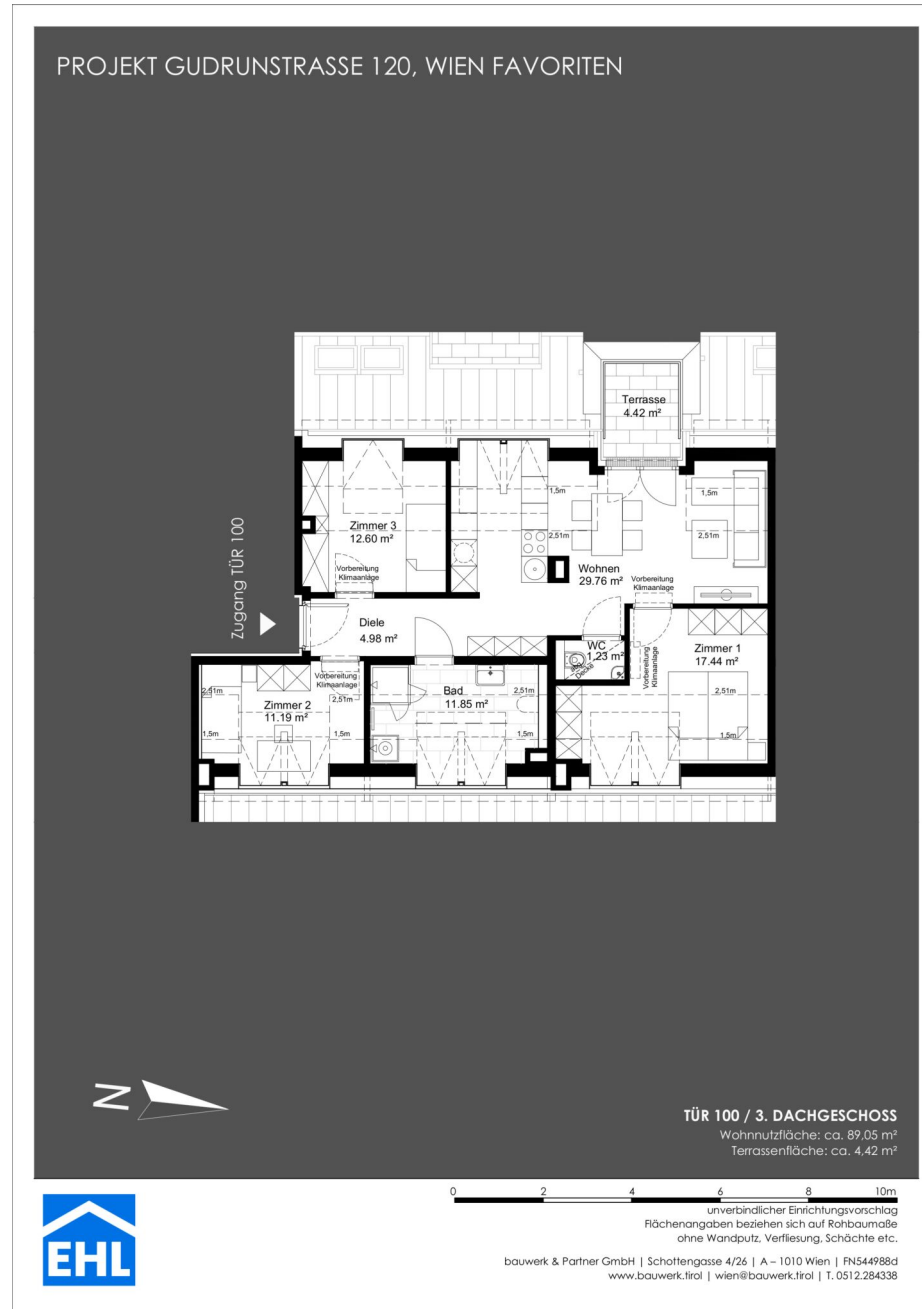 PROJEKT GUDRUNSTRASSE 120, WIEN FAVORITEN
Terrasse
4.42 m²
Zugang TÜR 100
Zimmer 3
12.60 m²
Vorbereitung
Klimaanlage
1,5m
2,51m
1,5m
2,51m
Wohnen
29.76 m²
Vorbereitung
Klimaanlage
Diele
4.98 m²
WC
1.23 m²
abg.
Decke
Zimmer 1
17.44 m²
Vorbereitung
Klimaanlage
2,51m
1,5m
Vorbereitung
Klimaanlage
2,51m
2,51m
Zimmer 2
11.19 m²
1,5m
1,5m
Bad
11.85 m²
2,51m
1,5m
N
TÜR 100 / 3. DACHGESCHOSS
Wohnnutzfläche: ca. 89,05 m²
Terrassenfläche: ca. 4,42 m²
0 2 4 6 8 10m
unverbindlicher Einrichtungsvorschlag
Flächenangaben beziehen sich auf Rohbaumaße
ohne Wandputz, Verfliesung, Schächte etc.
EHL
bauwerk & Partner GmbH | Schottengasse 4/26 | A – 1010 Wien | FN544988d
www.bauwerk.tirol | wien@bauwerk.tirol | T. 0512.284338